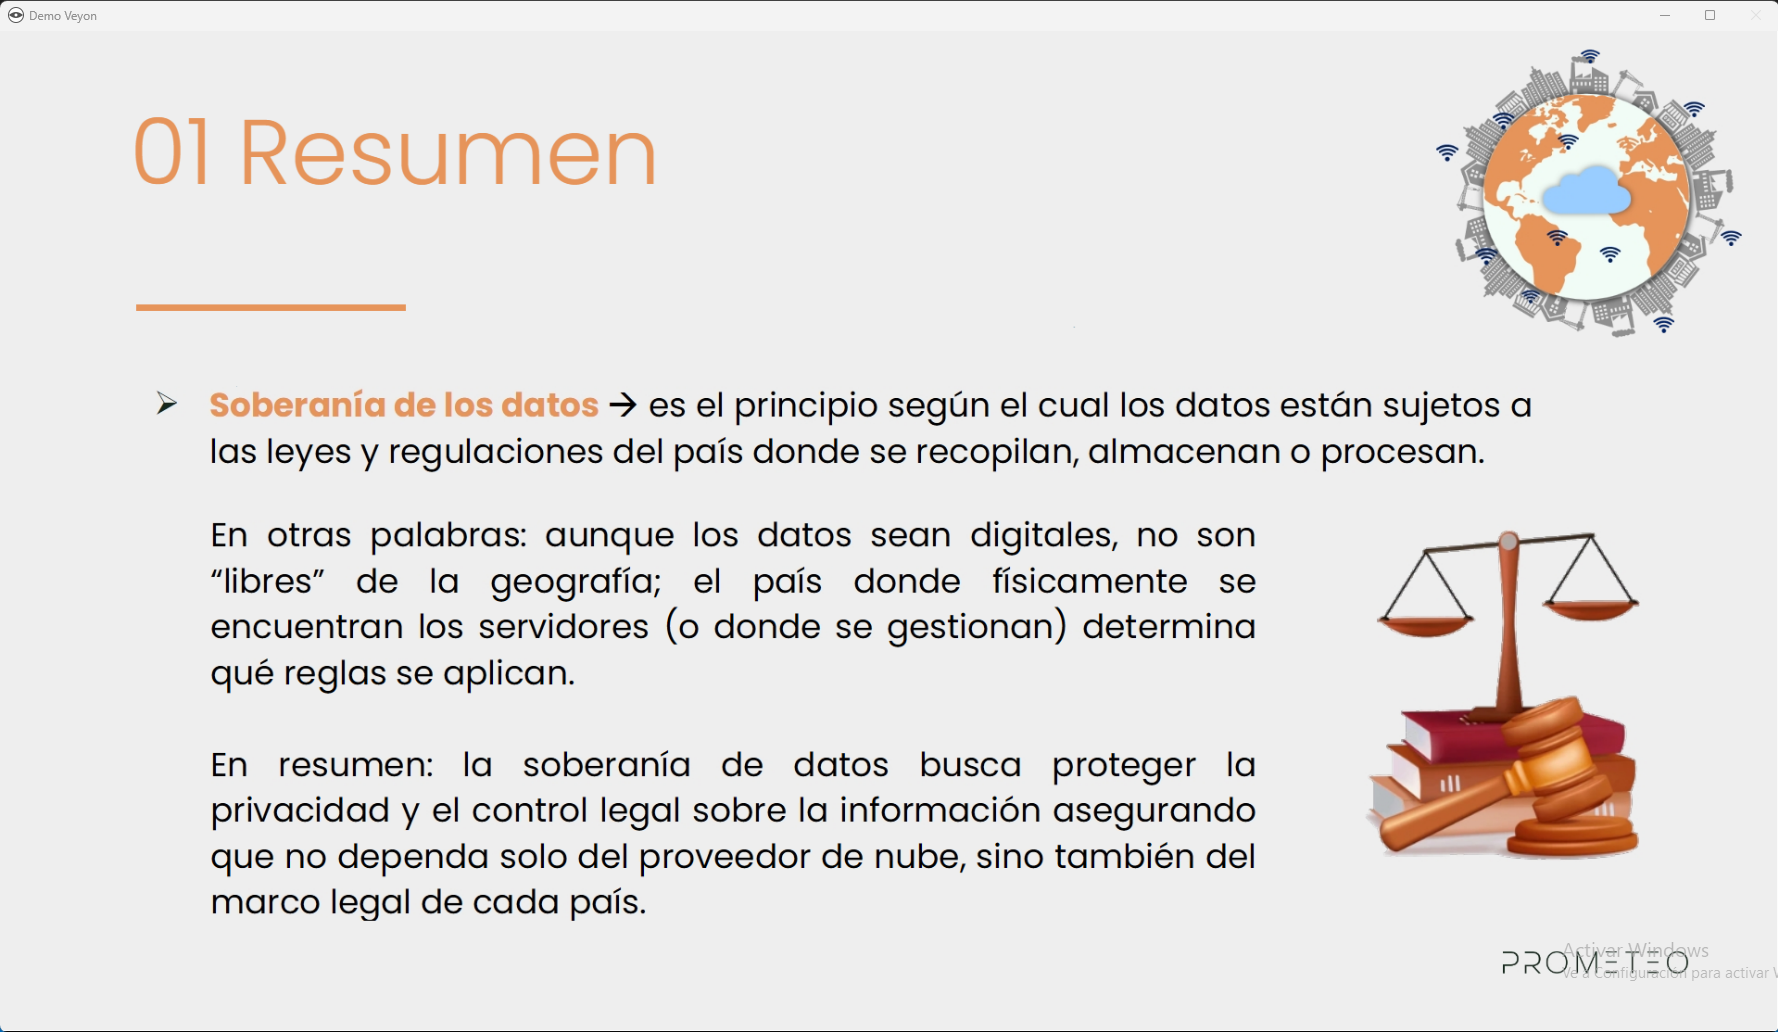 Demo Veyon
01 Resumen
➢ Soberanía de los datos → es el principio según el cual los datos están sujetos a
las leyes y regulaciones del país donde se recopilan, almacenan o procesan.
En otras palabras: aunque los datos sean digitales, no son
“libres” de la geografía; el país donde físicamente se
encuentran los servidores (o donde se gestionan) determina
qué reglas se aplican.
En resumen: la soberanía de datos busca proteger la
privacidad y el control legal sobre la información asegurando
que no dependa solo del proveedor de nube, sino también del
marco legal de cada país.
Activar Windows
PROMETEO
Ve a Configuración para activar